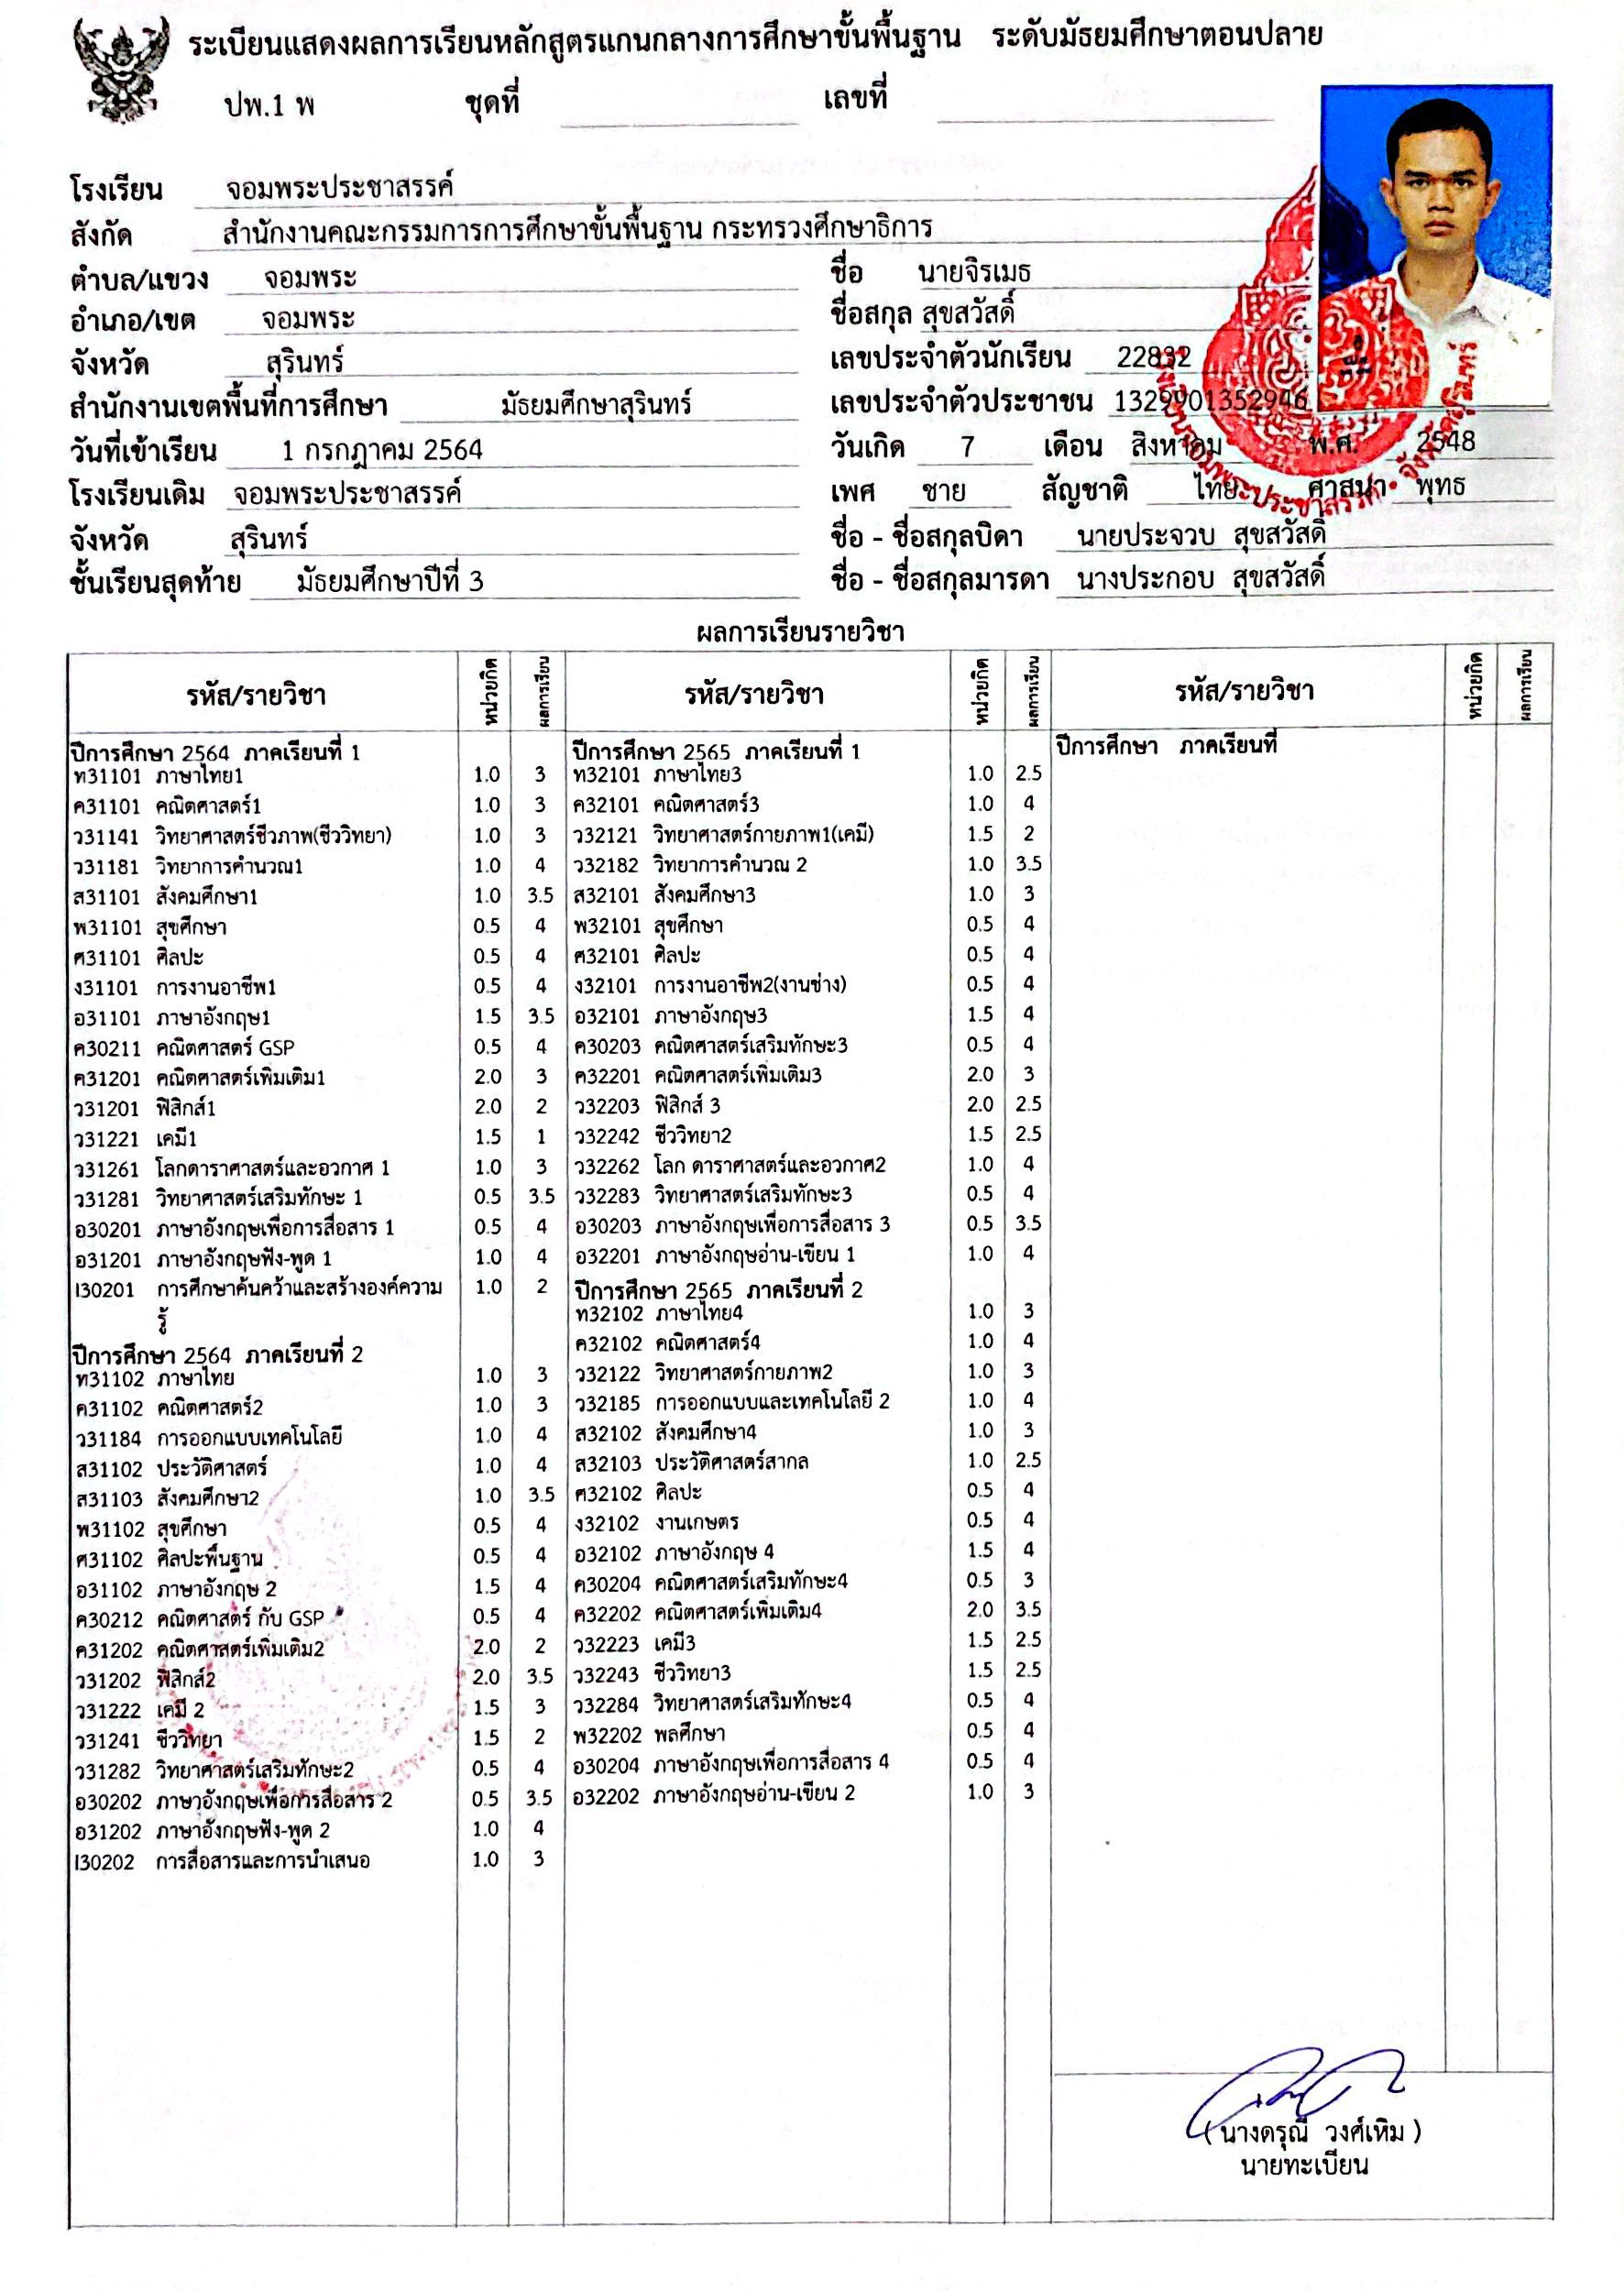 ระเบียนแสดงผลการเรียนหลักสูตรแกนกลางการศึกษาขั้นพื้นฐาน ระดับมัธยมศึกษาตอนปลาย
ปพ.1 พ ชุดที่ เลขที่
โรงเรียน จอมพระประชาสรรค์
สังกัด สำนักงานคณะกรรมการการศึกษาขั้นพื้นฐาน กระทรวงศึกษาธิการ
ตำบล/แขวง จอมพระ
อำเภอ/เขต จอมพระ
จังหวัด สุรินทร์
สำนักงานเขตพื้นที่การศึกษา มัธยมศึกษาสุรินทร์
วันที่เข้าเรียน 1 กรกฎาคม 2564
โรงเรียนเดิม จอมพระประชาสรรค์
จังหวัด สุรินทร์
ชั้นเรียนสุดท้าย มัธยมศึกษาปีที่ 3
ชื่อ นายจิรเมธ
ชื่อสกุล สุขสวัสดิ์
เลขประจำตัวนักเรียน 22832
เลขประจำตัวประชาชน 1329901352946
วันเกิด 7 เดือน สิงหาคม พ.ศ. 2548
เพศ ชาย สัญชาติ ไทย ศาสนา พุทธ
ชื่อ - ชื่อสกุลบิดา นายประจวบ สุขสวัสดิ์
ชื่อ - ชื่อสกุลมารดา นางประกอบ สุขสวัสดิ์
ผลการเรียนรายวิชา
รหัส/รายวิชา หน่วยกิต ผลการเรียน
ปีการศึกษา 2564 ภาคเรียนที่ 1
ท31101 ภาษาไทย1 1.0 3
ค31101 คณิตศาสตร์1 1.0 3
ว31141 วิทยาศาสตร์ชีวภาพ(ชีววิทยา) 1.0 3
ว31181 วิทยาการคำนวณ1 1.0 4
ส31101 สังคมศึกษา1 1.0 3.5
พ31101 สุขศึกษา 0.5 4
ศ31101 ศิลปะ 0.5 4
ง31101 การงานอาชีพ1 0.5 4
อ31101 ภาษาอังกฤษ1 1.5 3.5
ค30211 คณิตศาสตร์ GSP 0.5 4
ค31201 คณิตศาสตร์เพิ่มเติม1 2.0 3
ว31201 ฟิสิกส์1 2.0 2
ว31221 เคมี1 1.5 1
ว31261 โลกดาราศาสตร์และอวกาศ 1 1.0 3
ว31281 วิทยาศาสตร์เสริมทักษะ 1 0.5 3.5
อ30201 ภาษาอังกฤษเพื่อการสื่อสาร 1 0.5 4
อ31201 ภาษาอังกฤษฟัง-พูด 1 1.0 4
I30201 การศึกษาค้นคว้าและสร้างองค์ความ 1.0 2
รู้
ปีการศึกษา 2564 ภาคเรียนที่ 2
ท31102 ภาษาไทย 1.0 3
ค31102 คณิตศาสตร์2 1.0 3
ว31184 การออกแบบเทคโนโลยี 1.0 4
ส31102 ประวัติศาสตร์ 1.0 4
ส31103 สังคมศึกษา2 1.0 3.5
พ31102 สุขศึกษา 0.5 4
ศ31102 ศิลปะพื้นฐาน 0.5 4
อ31102 ภาษาอังกฤษ 2 1.5 4
ค30212 คณิตศาสตร์ กับ GSP 0.5 4
ค31202 คณิตศาสตร์เพิ่มเติม2 2.0 2
ว31202 ฟิสิกส์2 2.0 3.5
ว31222 เคมี 2 1.5 3
ว31241 ชีววิทยา 1.5 2
ว31282 วิทยาศาสตร์เสริมทักษะ2 0.5 4
อ30202 ภาษาอังกฤษเพื่อการสื่อสาร 2 0.5 3.5
อ31202 ภาษาอังกฤษฟัง-พูด 2 1.0 4
I30202 การสื่อสารและการนำเสนอ 1.0 3
รหัส/รายวิชา หน่วยกิต ผลการเรียน
ปีการศึกษา 2565 ภาคเรียนที่ 1
ท32101 ภาษาไทย3 1.0 2.5
ค32101 คณิตศาสตร์3 1.0 4
ว32121 วิทยาศาสตร์กายภาพ1(เคมี) 1.5 2
ว32182 วิทยาการคำนวณ 2 1.0 3.5
ส32101 สังคมศึกษา3 1.0 3
พ32101 สุขศึกษา 0.5 4
ศ32101 ศิลปะ 0.5 4
ง32101 การงานอาชีพ2(งานช่าง) 0.5 4
อ32101 ภาษาอังกฤษ3 1.5 4
ค30203 คณิตศาสตร์เสริมทักษะ3 0.5 4
ค32201 คณิตศาสตร์เพิ่มเติม3 2.0 3
ว32203 ฟิสิกส์ 3 2.0 2.5
ว32242 ชีววิทยา2 1.5 2.5
ว32262 โลก ดาราศาสตร์และอวกาศ2 1.0 4
ว32283 วิทยาศาสตร์เสริมทักษะ3 0.5 4
อ30203 ภาษาอังกฤษเพื่อการสื่อสาร 3 0.5 3.5
อ32201 ภาษาอังกฤษอ่าน-เขียน 1 1.0 4
ปีการศึกษา 2565 ภาคเรียนที่ 2
ท32102 ภาษาไทย4 1.0 3
ค32102 คณิตศาสตร์4 1.0 4
ว32122 วิทยาศาสตร์กายภาพ2 1.0 3
ว32185 การออกแบบและเทคโนโลยี 2 1.0 4
ส32102 สังคมศึกษา4 1.0 3
ส32103 ประวัติศาสตร์สากล 1.0 2.5
ศ32102 ศิลปะ 0.5 4
ง32102 งานเกษตร 0.5 4
อ32102 ภาษาอังกฤษ 4 1.5 4
ค30204 คณิตศาสตร์เสริมทักษะ4 0.5 3
ค32202 คณิตศาสตร์เพิ่มเติม4 2.0 3.5
ว32223 เคมี3 1.5 2.5
ว32243 ชีววิทยา3 1.5 2.5
ว32284 วิทยาศาสตร์เสริมทักษะ4 0.5 4
พ32202 พลศึกษา 0.5 4
อ30204 ภาษาอังกฤษเพื่อการสื่อสาร 4 0.5 4
อ32202 ภาษาอังกฤษอ่าน-เขียน 2 1.0 3
รหัส/รายวิชา หน่วยกิต ผลการเรียน
ปีการศึกษา ภาคเรียนที่
( นางดรุณี วงศ์เหิม )
นายทะเบียน